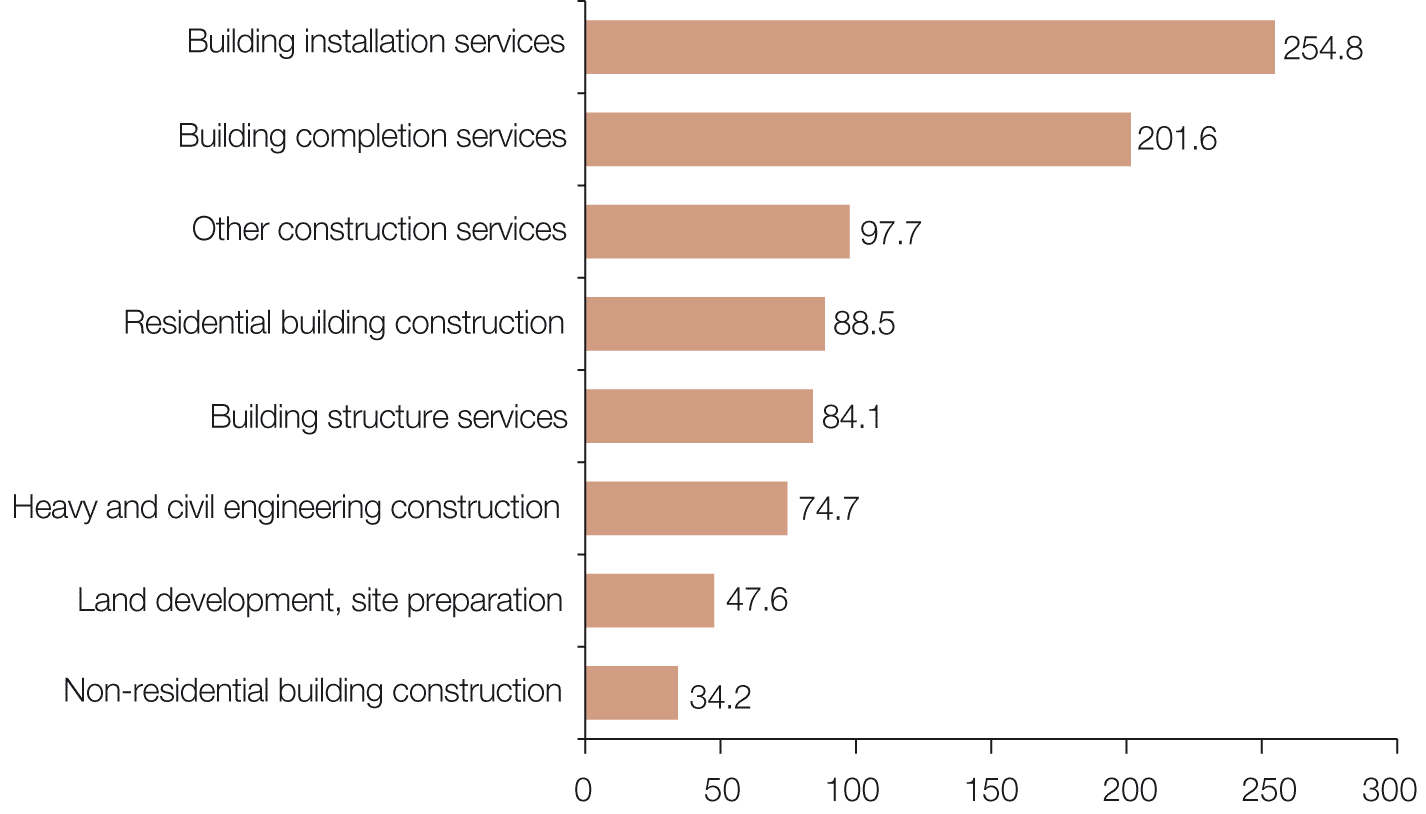 Building installation services 254.8
Building completion services 201.6
Other construction services 97.7
Residential building construction 88.5
Building structure services 84.1
Heavy and civil engineering construction 74.7
Land development, site preparation 47.6
Non-residential building construction 34.2
0 50 100 150 200 250 300